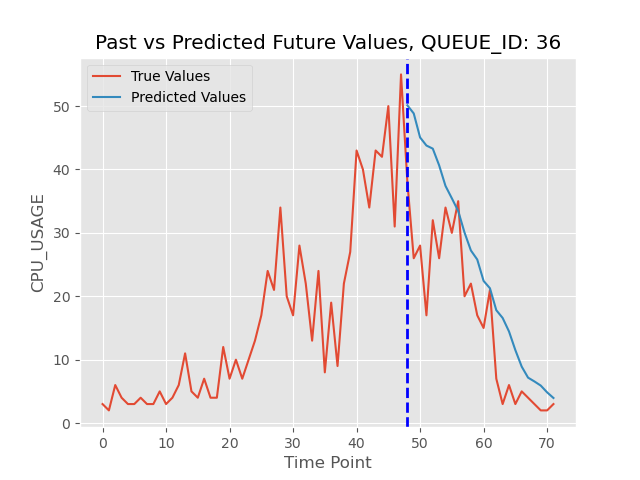 Past vs Predicted Future Values, QUEUE_ID: 36
True Values
Predicted Values
CPU_USAGE
50
40
30
20
10
0
0 10 20 30 40 50 60 70
Time Point